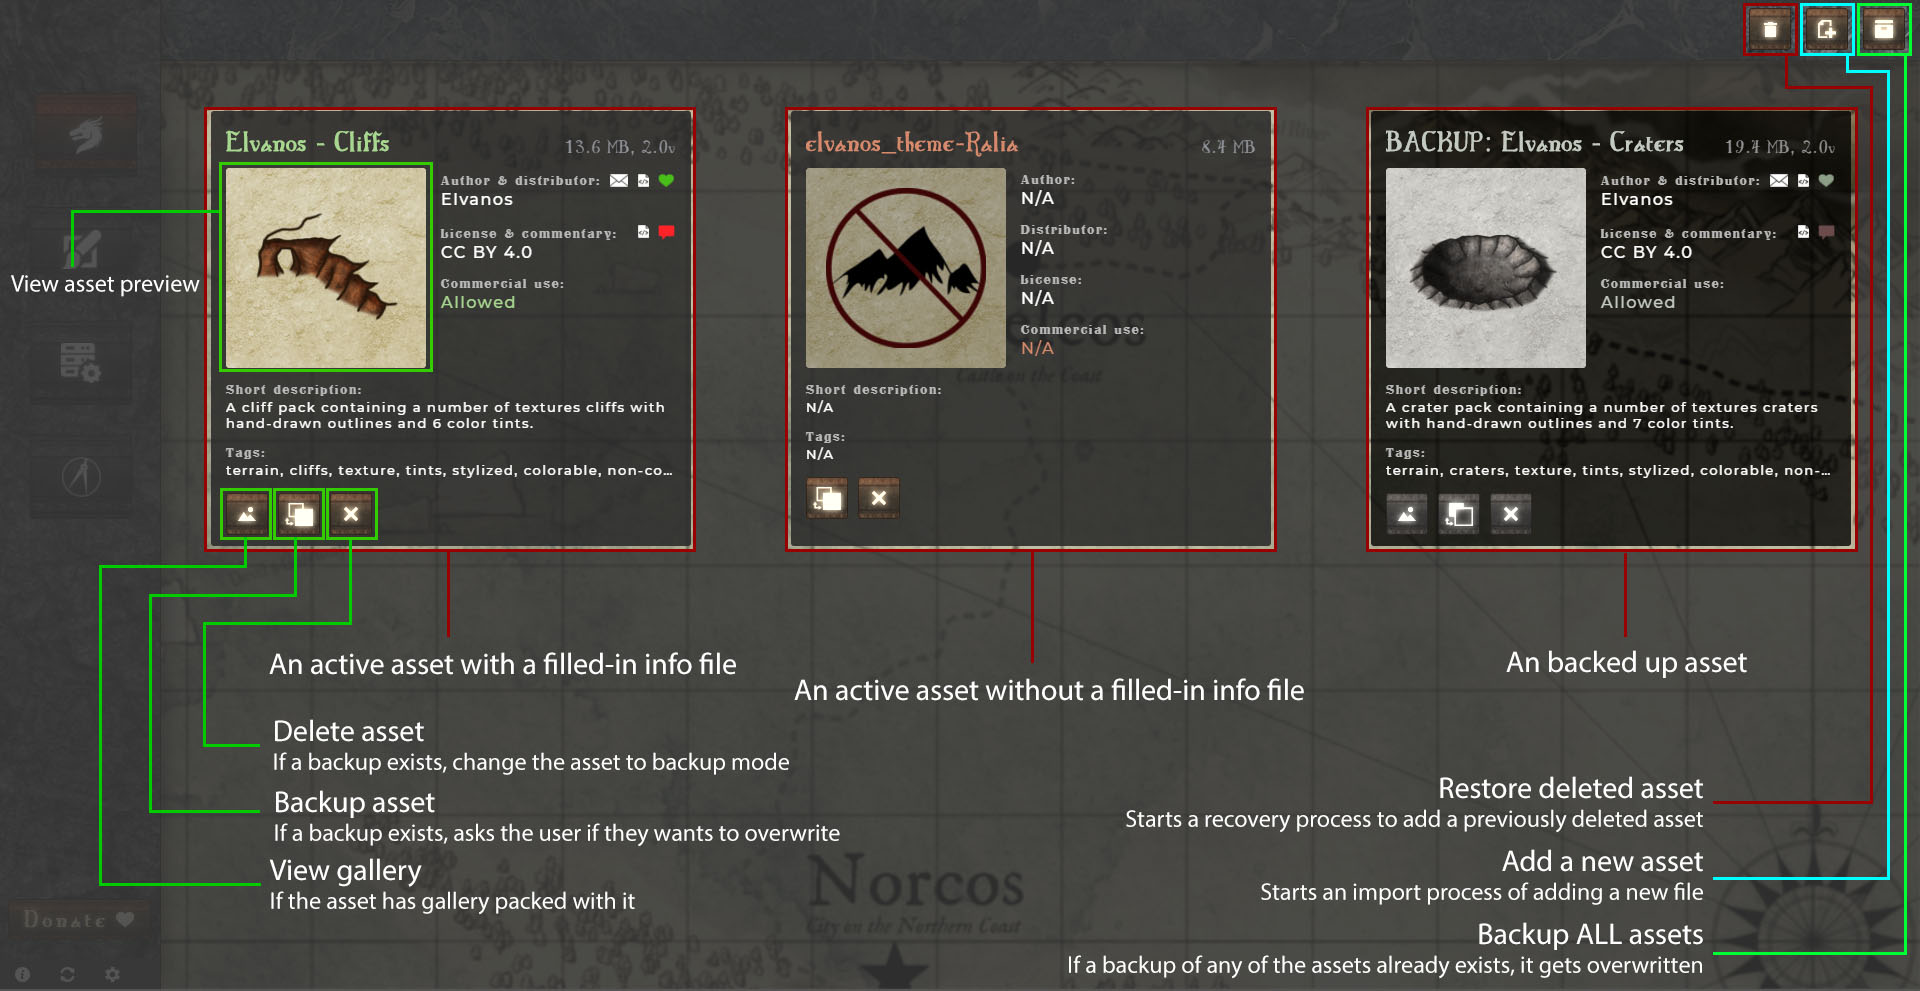 Elvanos - Cliffs
13.6 MB, 2.0v
Author & distributor:
Elvanos
License & commentary:
CC BY 4.0
Commercial use:
Allowed
Short description:
A cliff pack containing a number of textures cliffs with
hand-drawn outlines and 6 color tints.
Tags:
terrain, cliffs, texture, tints, stylized, colorable, non-co...
elvanos_theme-Ralia
8.4 MB
Author:
N/A
Distributor:
N/A
License:
N/A
Commercial use:
N/A
Short description:
N/A
Tags:
N/A
BACKUP: Elvanos - Craters
19.4 MB, 2.0v
Author & distributor:
Elvanos
License & commentary:
CC BY 4.0
Commercial use:
Allowed
Short description:
A crater pack containing a number of textures craters
with hand-drawn outlines and 7 color tints.
Tags:
terrain, craters, texture, tints, stylized, colorable, non-...
View asset preview
An active asset with a filled-in info file
An active asset without a filled-in info file
An backed up asset
Delete asset
If a backup exists, change the asset to backup mode
Backup asset
If a backup exists, asks the user if they wants to overwrite
View gallery
If the asset has gallery packed with it
Restore deleted asset
Starts a recovery process to add a previously deleted asset
Add a new asset
Starts an import process of adding a new file
Backup ALL assets
If a backup of any of the assets already exists, it gets overwritten
Norcos
City on the Northern Coast
on the Coast
Donate